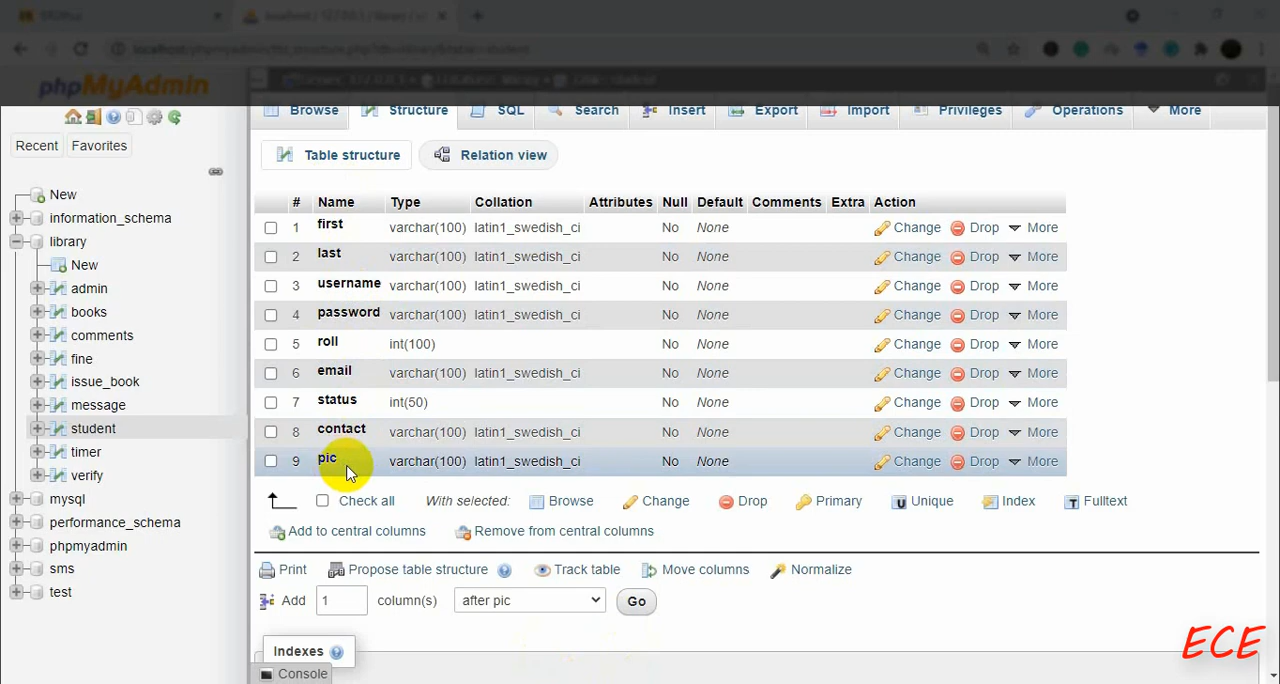 localhost/phpmyadmin/tbl_structure.php?db=library&table=student
phpMyAdmin
Browse Structure SQL Search Insert Export Import Privileges Operations More
Recent Favorites
Table structure Relation view
New
information_schema
library
New
admin
books
comments
fine
issue_book
message
student
timer
verify
mysql
performance_schema
phpmyadmin
sms
test
# Name Type Collation Attributes Null Default Comments Extra Action
1 first varchar(100) latin1_swedish_ci No None Change Drop More
2 last varchar(100) latin1_swedish_ci No None Change Drop More
3 username varchar(100) latin1_swedish_ci No None Change Drop More
4 password varchar(100) latin1_swedish_ci No None Change Drop More
5 roll int(100) No None Change Drop More
6 email varchar(100) latin1_swedish_ci No None Change Drop More
7 status int(50) No None Change Drop More
8 contact varchar(100) latin1_swedish_ci No None Change Drop More
9 pic varchar(100) latin1_swedish_ci No None Change Drop More
Check all With selected: Browse Change Drop Primary Unique Index Fulltext
Add to central columns Remove from central columns
Print Propose table structure Track table Move columns Normalize
Add 1 column(s) after pic Go
Indexes
Console
ECE